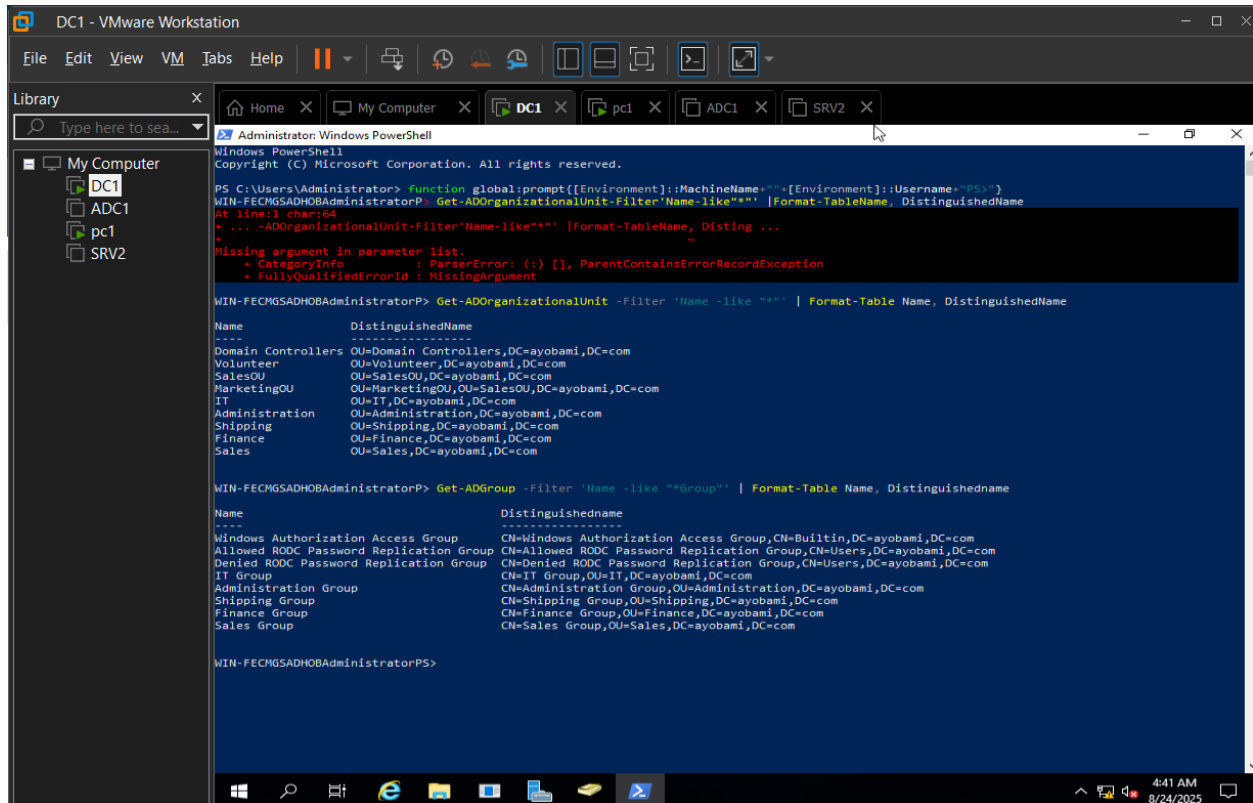 DC1 - VMware Workstation
File Edit View VM Tabs Help
Library X
Type here to sea...
My Computer
DC1
ADC1
pc1
SRV2
Home My Computer DC1 pc1 ADC1 SRV2
Administrator: Windows PowerShell
Windows PowerShell
Copyright (C) Microsoft Corporation. All rights reserved.
PS C:\Users\Administrator> function global:prompt{[Environment]::MachineName+""+[Environment]::Username+"PS>"}
WIN-FECMGSADHOBAdministratorP> Get-ADOrganizationalUnit-Filter'Name-like"*"' |Format-TableName, DistinguishedName
At line:1 char:64
+ ... -ADOrganizationalUnit-Filter'Name-like"*"' |Format-TableName, Disting ...
+ ~
Missing argument in parameter list.
+ CategoryInfo : ParserError: (:) [], ParentContainsErrorRecordException
+ FullyQualifiedErrorId : MissingArgument
WIN-FECMGSADHOBAdministratorP> Get-ADOrganizationalUnit -Filter 'Name -like "*"' | Format-Table Name, DistinguishedName
Name DistinguishedName
---- -----------------
Domain Controllers OU=Domain Controllers,DC=ayobami,DC=com
Volunteer OU=Volunteer,DC=ayobami,DC=com
SalesOU OU=SalesOU,DC=ayobami,DC=com
MarketingOU OU=MarketingOU,OU=SalesOU,DC=ayobami,DC=com
IT OU=IT,DC=ayobami,DC=com
Administration OU=Administration,DC=ayobami,DC=com
Shipping OU=Shipping,DC=ayobami,DC=com
Finance OU=Finance,DC=ayobami,DC=com
Sales OU=Sales,DC=ayobami,DC=com
WIN-FECMGSADHOBAdministratorP> Get-ADGroup -Filter 'Name -like "*Group"' | Format-Table Name, Distinguishedname
Name Distinguishedname
---- -----------------
Windows Authorization Access Group CN=Windows Authorization Access Group,CN=Builtin,DC=ayobami,DC=com
Allowed RODC Password Replication Group CN=Allowed RODC Password Replication Group,CN=Users,DC=ayobami,DC=com
Denied RODC Password Replication Group CN=Denied RODC Password Replication Group,CN=Users,DC=ayobami,DC=com
IT Group CN=IT Group,OU=IT,DC=ayobami,DC=com
Administration Group CN=Administration Group,OU=Administration,DC=ayobami,DC=com
Shipping Group CN=Shipping Group,OU=Shipping,DC=ayobami,DC=com
Finance Group CN=Finance Group,OU=Finance,DC=ayobami,DC=com
Sales Group CN=Sales Group,OU=Sales,DC=ayobami,DC=com
WIN-FECMGSADHOBAdministratorPS>
4:41 AM
8/24/2025